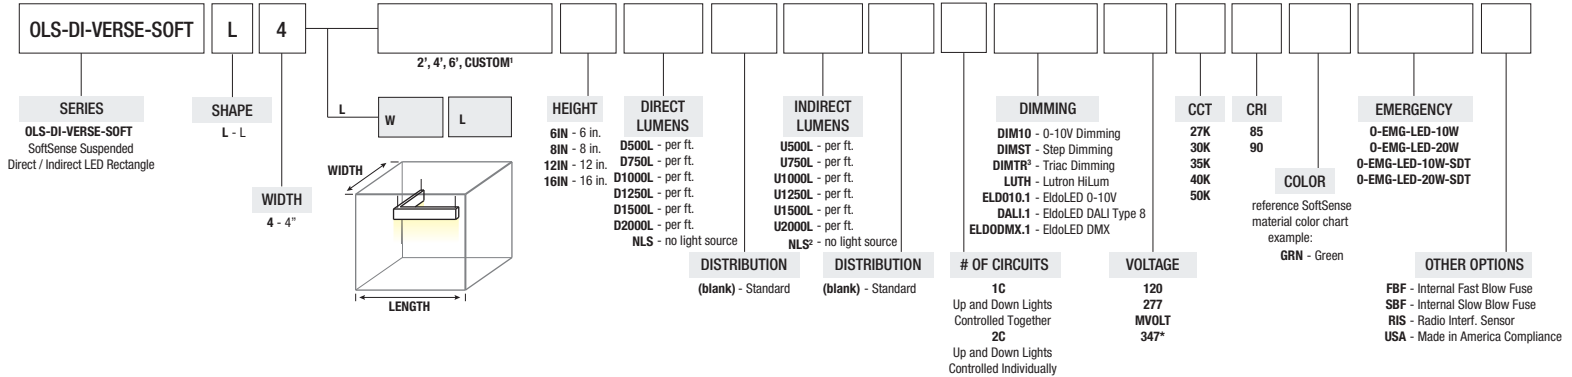 OLS-DI-VERSE-SOFT L 4
2', 4', 6', CUSTOM¹
L
W L
SERIES
OLS-DI-VERSE-SOFT
SoftSense Suspended
Direct / Indirect LED Rectangle
SHAPE
L - L
WIDTH
4 - 4”
WIDTH
LENGTH
HEIGHT
6IN - 6 in.
8IN - 8 in.
12IN - 12 in.
16IN - 16 in.
DIRECT
LUMENS
D500L - per ft.
D750L - per ft.
D1000L - per ft.
D1250L - per ft.
D1500L - per ft.
D2000L - per ft.
NLS - no light source
DISTRIBUTION
(blank) - Standard
INDIRECT
LUMENS
U500L - per ft.
U750L - per ft.
U1000L - per ft.
U1250L - per ft.
U1500L - per ft.
U2000L - per ft.
NLS² - no light source
DISTRIBUTION
(blank) - Standard
# OF CIRCUITS
1C
Up and Down Lights
Controlled Together
2C
Up and Down Lights
Controlled Individually
DIMMING
DIM10 - 0-10V Dimming
DIMST - Step Dimming
DIMTR³ - Triac Dimming
LUTH - Lutron HiLum
ELD010.1 - EldoLED 0-10V
DALI.1 - EldoLED DALI Type 8
ELDODMX.1 - EldoLED DMX
VOLTAGE
120
277
MVOLT
347*
CCT
27K
30K
35K
40K
50K
CRI
85
90
COLOR
reference SoftSense
material color chart
example:
GRN - Green
EMERGENCY
0-EMG-LED-10W
0-EMG-LED-20W
0-EMG-LED-10W-SDT
0-EMG-LED-20W-SDT
OTHER OPTIONS
FBF - Internal Fast Blow Fuse
SBF - Internal Slow Blow Fuse
RIS - Radio Interf. Sensor
USA - Made in America Compliance